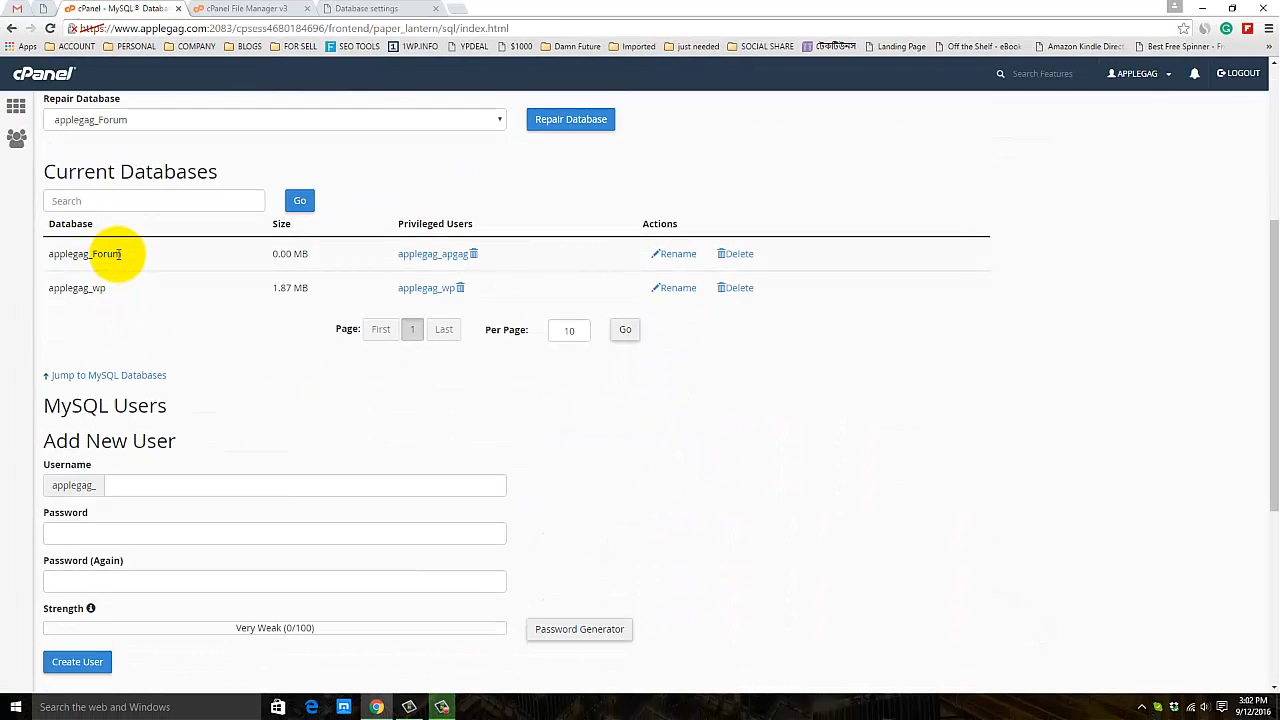 cPanel - MySQL® Databa
cPanel File Manager v3
Database settings
https://www.applegag.com:2083/cpsess4680184696/frontend/paper_lantern/sql/index.html
Apps ACCOUNT PERSONAL COMPANY BLOGS FOR SELL SEO TOOLS 1WP.INFO YPDEAL $1000 Damn Future Imported just needed SOCIAL SHARE টেকটিউনস Landing Page Off the Shelf - eBook Amazon Kindle Direct Best Free Spinner - Fr
cPanel Search Features APPLEGAG LOGOUT
Repair Database
applegag_Forum Repair Database
Current Databases
Search Go
Database Size Privileged Users Actions
applegag_Forum 0.00 MB applegag_apgag Rename Delete
applegag_wp 1.87 MB applegag_wp Rename Delete
Page: First 1 Last Per Page: 10 Go
Jump to MySQL Databases
MySQL Users
Add New User
Username
applegag_
Password
Password (Again)
Strength
Very Weak (0/100) Password Generator
Create User
Search the web and Windows
3:02 PM
9/12/2016